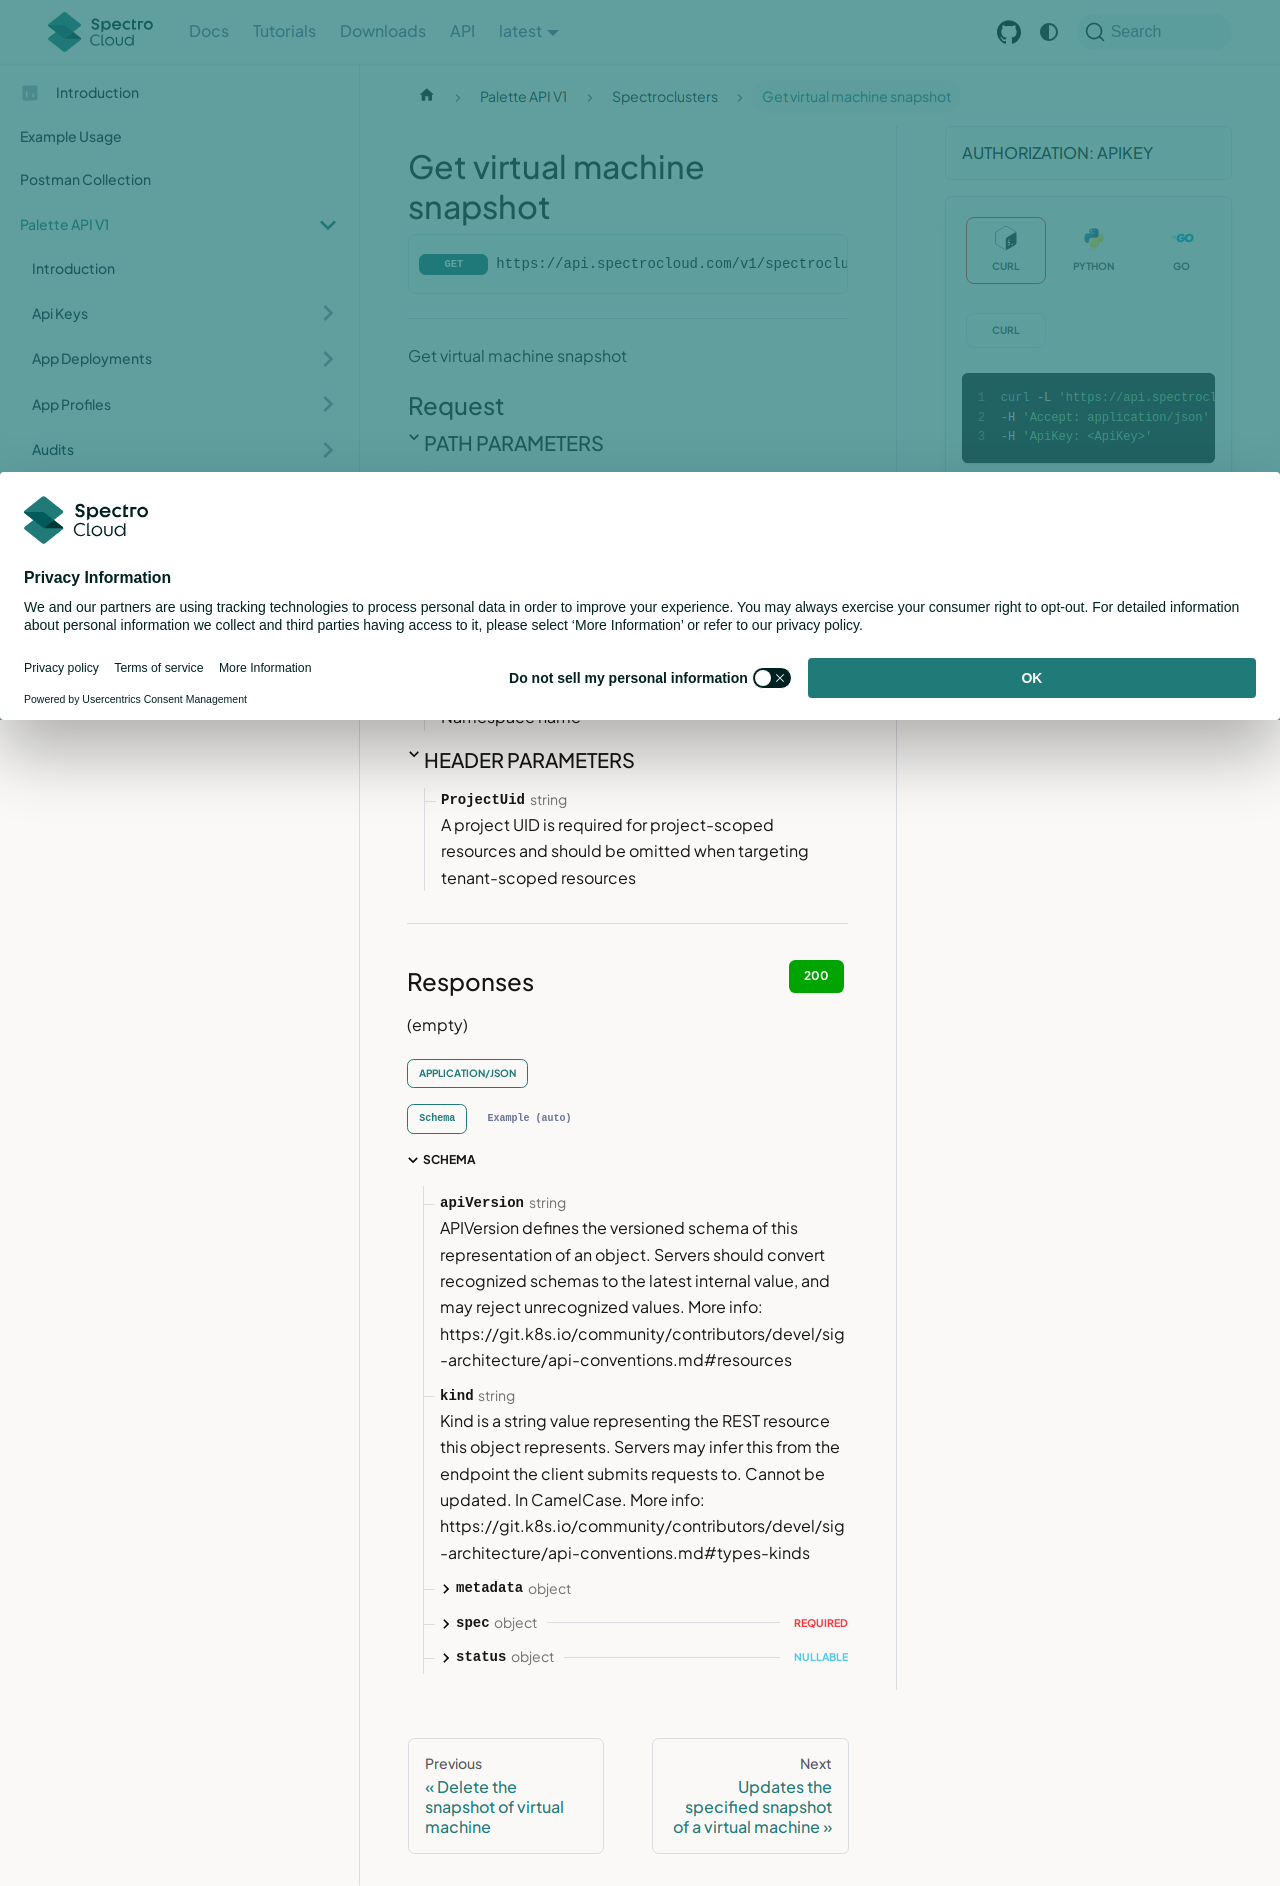 Spectro Cloud
Docs
Tutorials
Downloads
API
latest
Search
Introduction
Example Usage
Postman Collection
Palette API V1
Introduction
Api Keys
App Deployments
App Profiles
Audits
Palette API V1
Spectroclusters
Get virtual machine snapshot
Get virtual machine
snapshot
GET https://api.spectrocloud.com/v1/spectroclu
Get virtual machine snapshot
Request
PATH PARAMETERS
AUTHORIZATION: APIKEY
CURL
PYTHON
GO
CURL
1 curl -L 'https://api.spectrocl
2 -H 'Accept: application/json'
3 -H 'ApiKey: <ApiKey>'
Spectro
Cloud
Privacy Information
We and our partners are using tracking technologies to process personal data in order to improve your experience. You may always exercise your consumer right to opt-out. For detailed information
about personal information we collect and third parties having access to it, please select ‘More Information’ or refer to our privacy policy.
Privacy policy
Terms of service
More Information
Powered by Usercentrics Consent Management
Do not sell my personal information
OK
Namespace name
HEADER PARAMETERS
ProjectUid string
A project UID is required for project-scoped
resources and should be omitted when targeting
tenant-scoped resources
Responses
200
(empty)
APPLICATION/JSON
Schema
Example (auto)
SCHEMA
apiVersion string
APIVersion defines the versioned schema of this
representation of an object. Servers should convert
recognized schemas to the latest internal value, and
may reject unrecognized values. More info:
https://git.k8s.io/community/contributors/devel/sig
-architecture/api-conventions.md#resources
kind string
Kind is a string value representing the REST resource
this object represents. Servers may infer this from the
endpoint the client submits requests to. Cannot be
updated. In CamelCase. More info:
https://git.k8s.io/community/contributors/devel/sig
-architecture/api-conventions.md#types-kinds
metadata object
spec object REQUIRED
status object NULLABLE
Previous
« Delete the
snapshot of virtual
machine
Next
Updates the
specified snapshot
of a virtual machine »